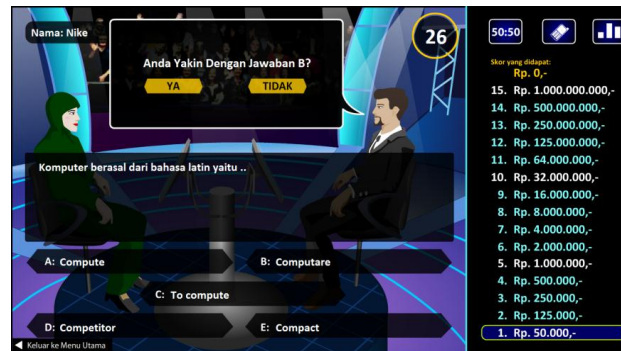 Nama: Nike
26
Anda Yakin Dengan Jawaban B?
YA
TIDAK
Komputer berasal dari bahasa latin yaitu ..
A: Compute
B: Computare
C: To compute
D: Competitor
E: Compact
Keluar ke Menu Utama
50:50
Skor yang didapat:
Rp. 0,-
15. Rp. 1.000.000.000,-
14. Rp. 500.000.000,-
13. Rp. 250.000.000,-
12. Rp. 125.000.000,-
11. Rp. 64.000.000,-
10. Rp. 32.000.000,-
9. Rp. 16.000.000,-
8. Rp. 8.000.000,-
7. Rp. 4.000.000,-
6. Rp. 2.000.000,-
5. Rp. 1.000.000,-
4. Rp. 500.000,-
3. Rp. 250.000,-
2. Rp. 125.000,-
1. Rp. 50.000,-